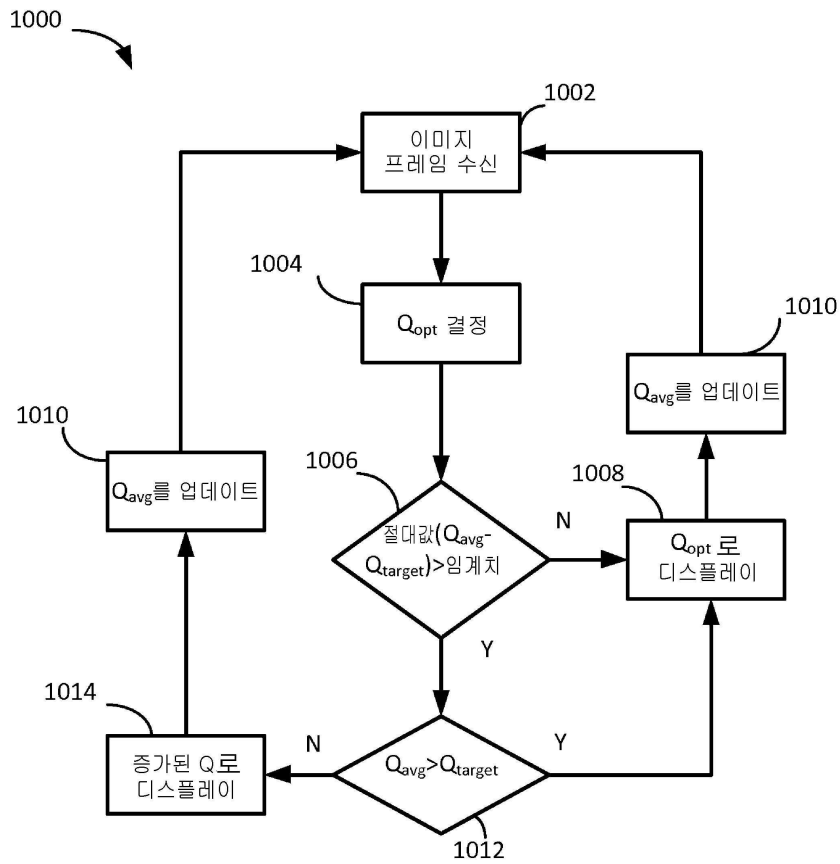 1000
1002
이미지
프레임 수신
1004
Qopt 결정
1010
Qavg를 업데이트
1010
Qavg를 업데이트
1006
절대값(Qavg-
Qtarget)>임계치
N
1008
Qopt 로
디스플레이
Y
1014
증가된 Q로
디스플레이
N
Qavg>Qtarget
Y
1012